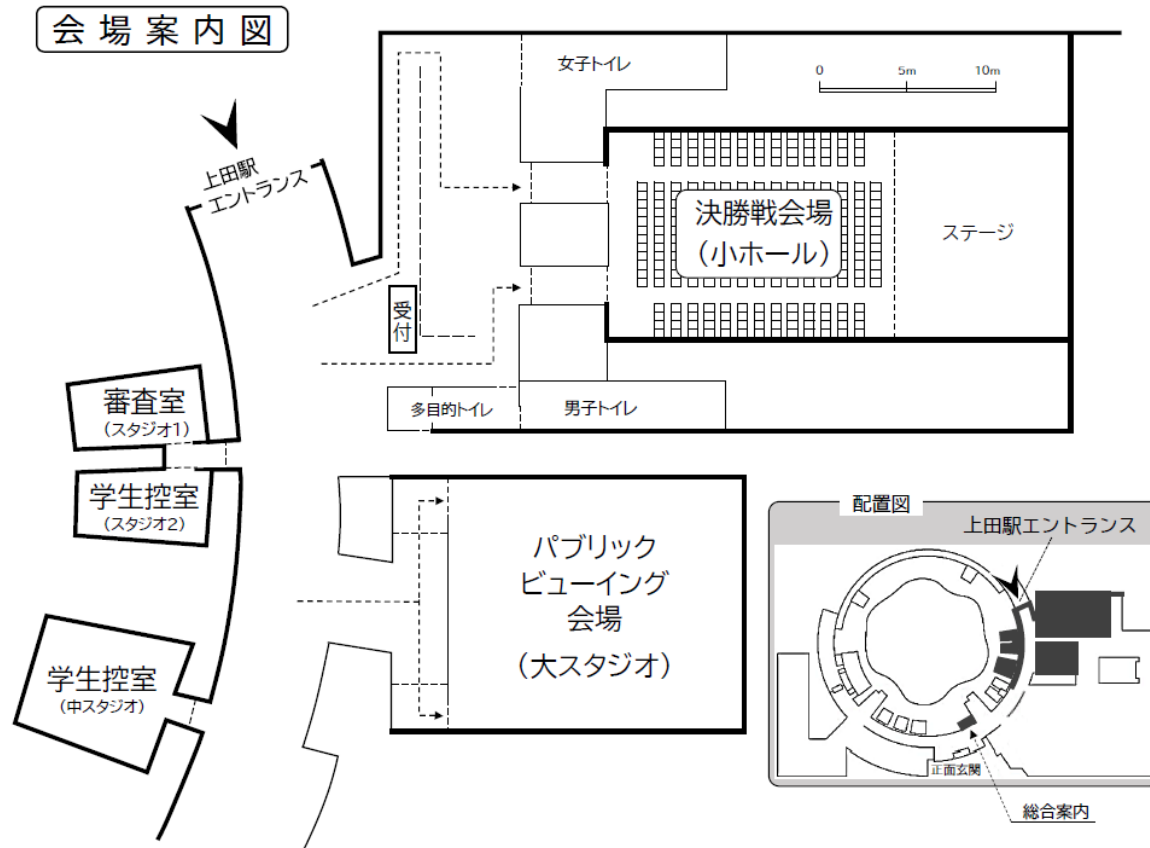 会場案内図
女子トイレ
0 5m 10m
上田駅
エントランス
決勝戦会場
（小ホール）
ステージ
受付
審査室
（スタジオ1）
多目的トイレ
男子トイレ
学生控室
（スタジオ2）
配置図
上田駅エントランス
パブリック
ビューイング
会場
（大スタジオ）
学生控室
（中スタジオ）
正面玄関
総合案内